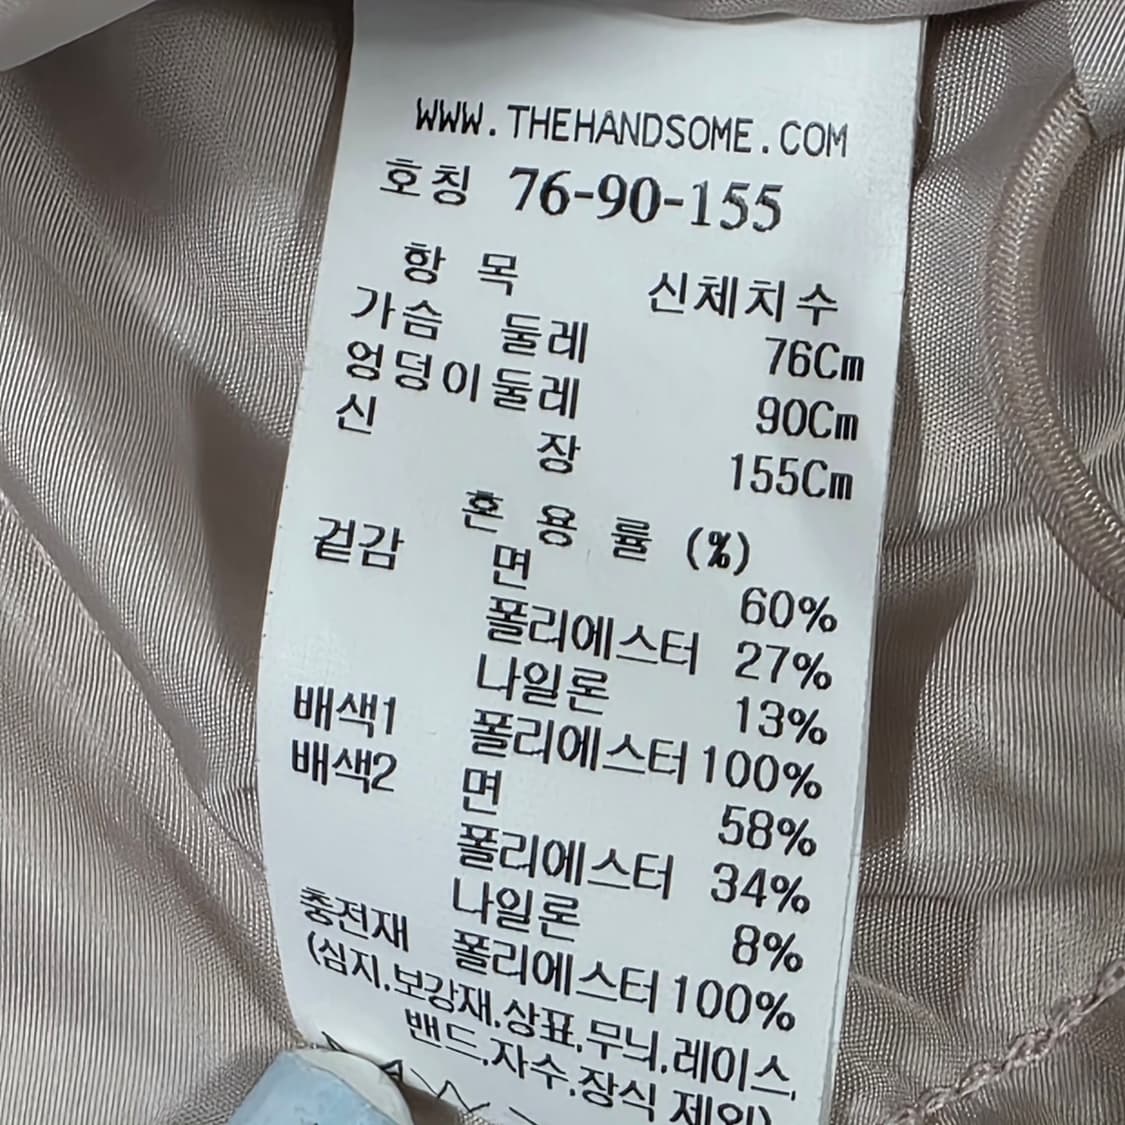 WWW.THEHANDSOME.COM
호칭 76-90-155
항 목 신체치수
가슴 둘레 76Cm
엉덩이둘레 90Cm
신 장 155Cm
혼 용 률 (%)
겉감 면 60%
폴리에스터 27%
나일론 13%
배색1 폴리에스터 100%
배색2 면 58%
폴리에스터 34%
나일론 8%
충전재 폴리에스터 100%
(심지,보강재,상표,무늬,레이스,
밴드,자수,장식 제외)